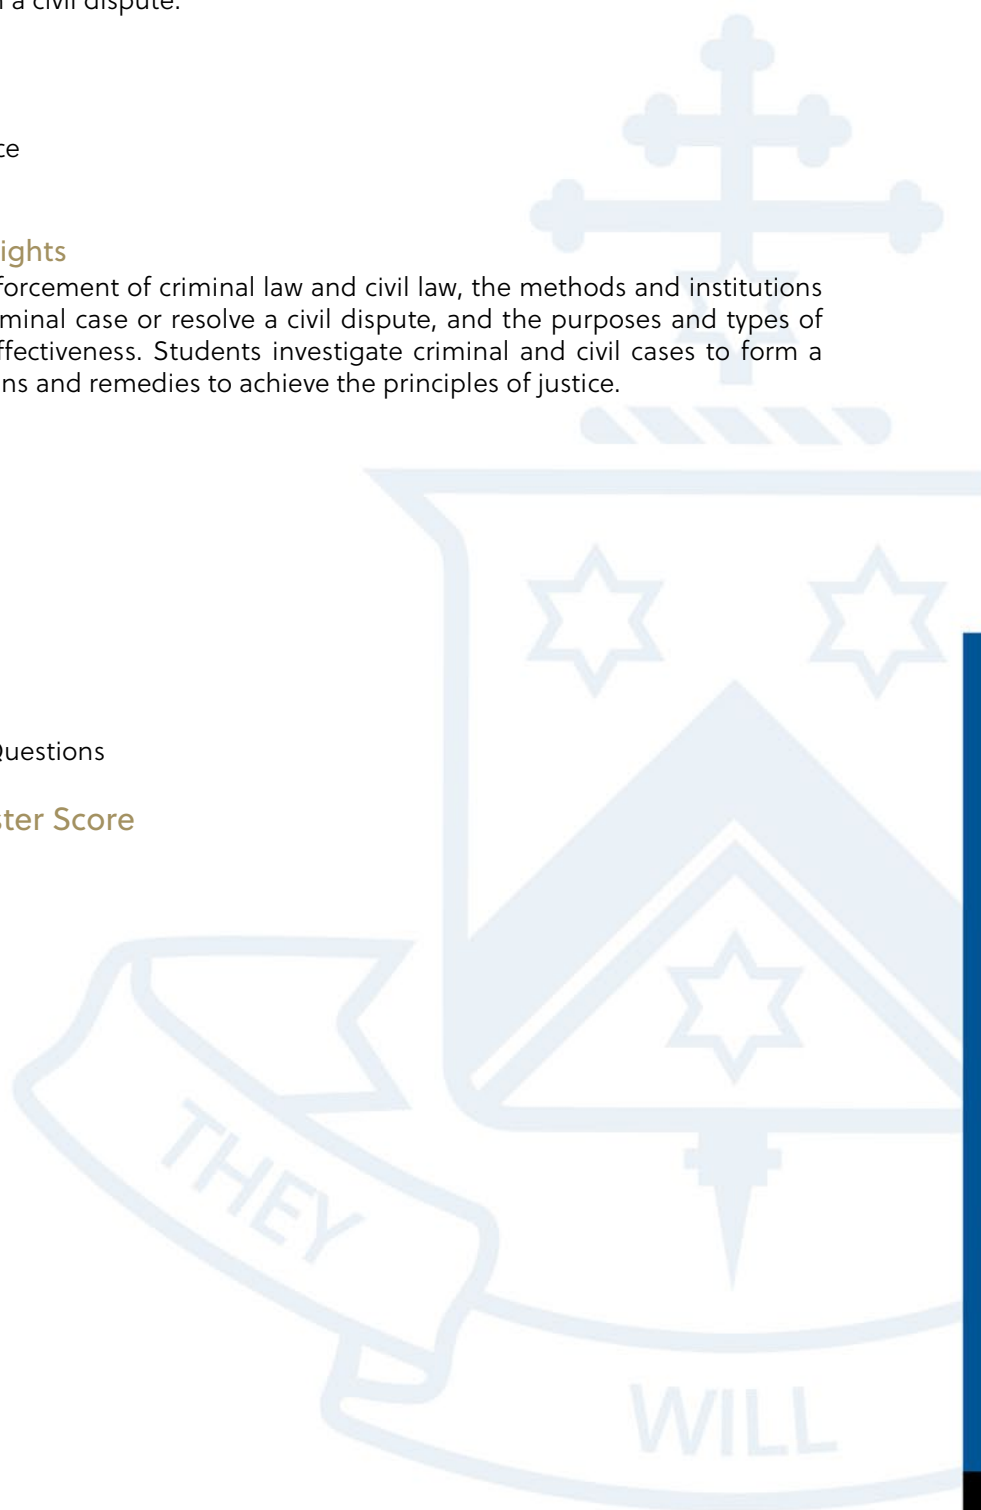 a civil dispute.
ce
ights
forcement of criminal law and civil law, the methods and institutions
minal case or resolve a civil dispute, and the purposes and types of
ffectiveness. Students investigate criminal and civil cases to form a
ns and remedies to achieve the principles of justice.
Questions
ster Score
THEY
WILL